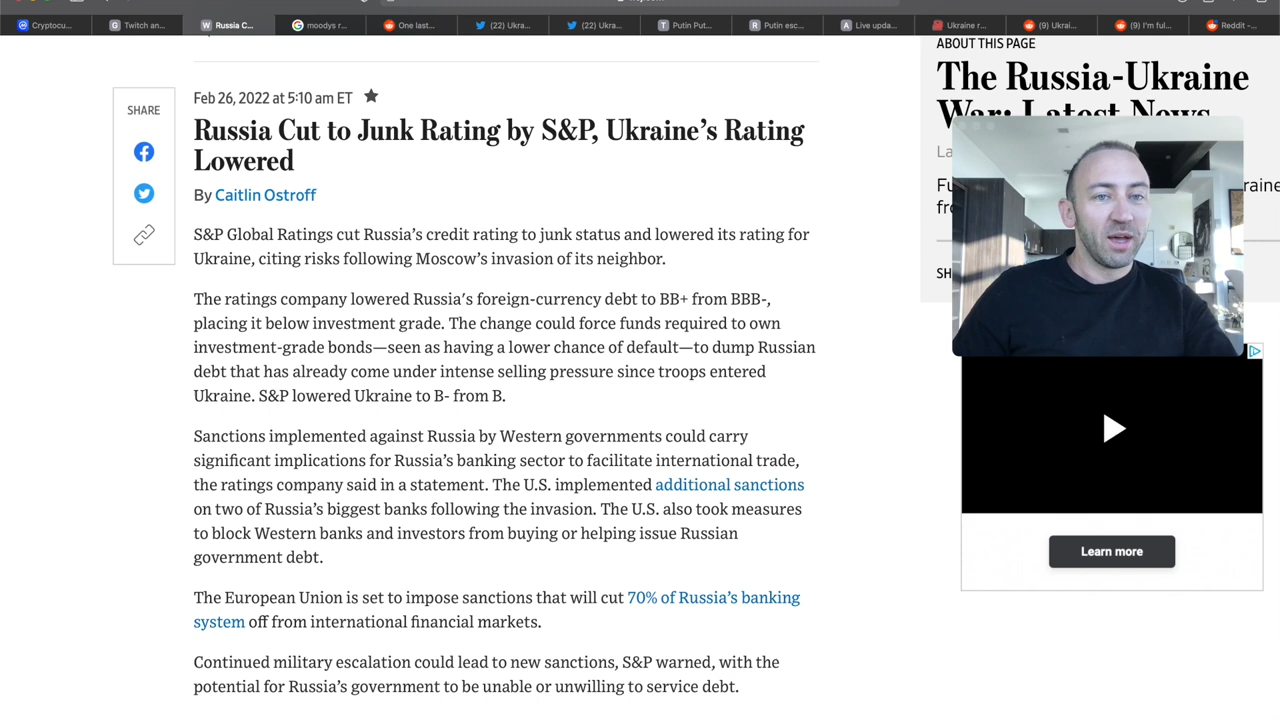 Cryptocu...
Twitch an...
Russia C...
moodys r...
One last...
(22) Ukra...
(22) Ukra...
Putin Put...
Putin esc...
Live upda...
Ukraine r...
(9) Ukrai...
(9) I'm ful...
Reddit -...
Feb 26, 2022 at 5:10 am ET
SHARE
Russia Cut to Junk Rating by S&P, Ukraine's Rating
Lowered
By Caitlin Ostroff
S&P Global Ratings cut Russia's credit rating to junk status and lowered its rating for
Ukraine, citing risks following Moscow's invasion of its neighbor.
The ratings company lowered Russia's foreign-currency debt to BB+ from BBB-,
placing it below investment grade. The change could force funds required to own
investment-grade bonds—seen as having a lower chance of default—to dump Russian
debt that has already come under intense selling pressure since troops entered
Ukraine. S&P lowered Ukraine to B- from B.
Sanctions implemented against Russia by Western governments could carry
significant implications for Russia's banking sector to facilitate international trade,
the ratings company said in a statement. The U.S. implemented additional sanctions
on two of Russia's biggest banks following the invasion. The U.S. also took measures
to block Western banks and investors from buying or helping issue Russian
government debt.
The European Union is set to impose sanctions that will cut 70% of Russia's banking
system off from international financial markets.
Continued military escalation could lead to new sanctions, S&P warned, with the
potential for Russia's government to be unable or unwilling to service debt.
ABOUT THIS PAGE
The Russia-Ukraine
War: Latest News
Learn more